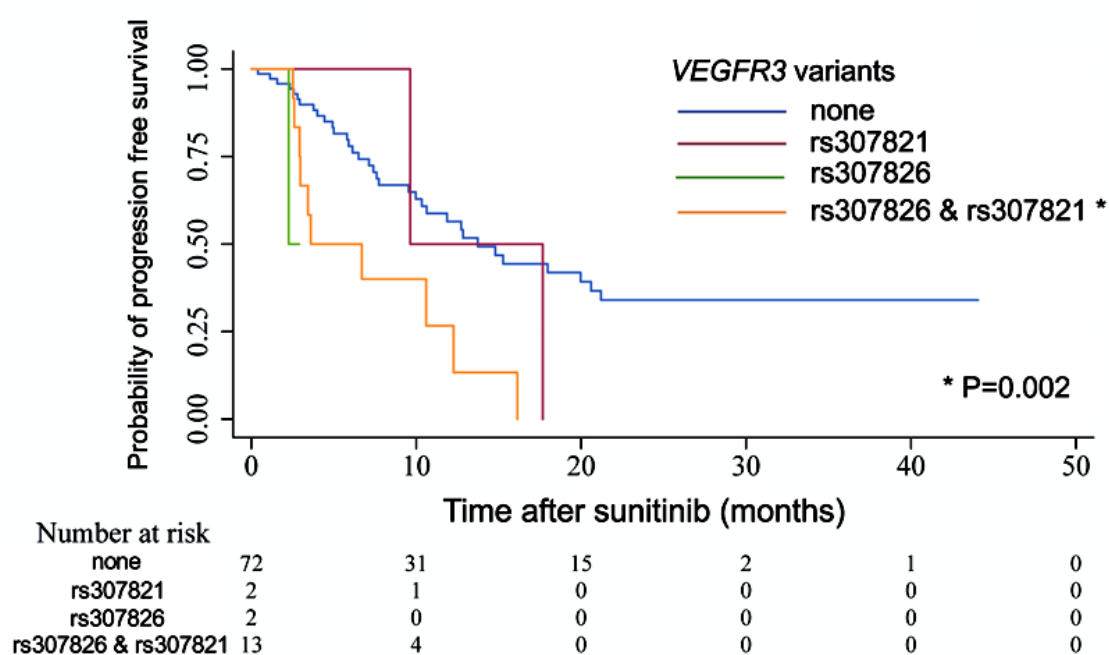 Probability of progression free survival
1.00
0.75
0.50
0.25
0.00
VEGFR3 variants
none
rs307821
rs307826
rs307826 & rs307821 *
* P=0.002
0 10 20 30 40 50
Time after sunitinib (months)
Number at risk
none 72 31 15 2 1 0
rs307821 2 1 0 0 0 0
rs307826 2 0 0 0 0 0
rs307826 & rs307821 13 4 0 0 0 0